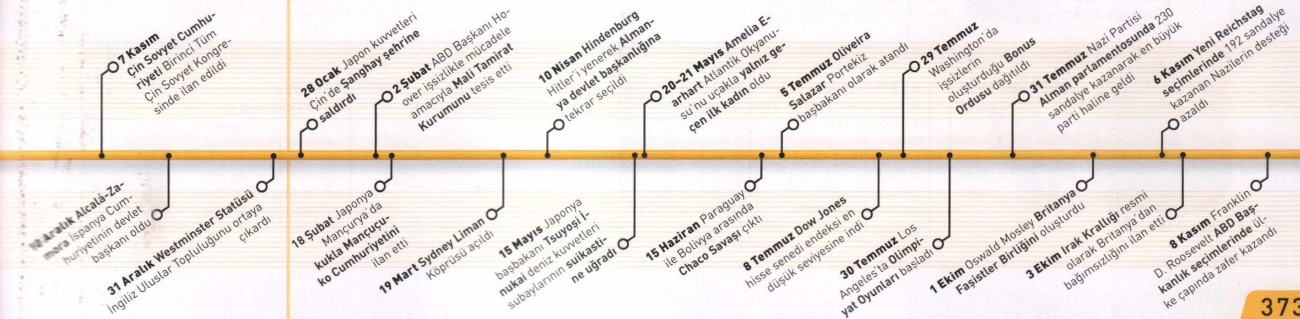 7 Kasım
Çin Sovyet Cumhu-
riyeti Birinci Tüm
Çin Sovyet Kongre-
sinde ilan edildi
10 Aralık Alcalá-Za-
mora İspanya Cum-
huriyetinin devlet
başkanı oldu
31 Aralık Westminster Statüsü
İngiliz Uluslar Topluluğunu ortaya
çıkardı
28 Ocak Japon kuvvetleri
Çin'de Şanghay şehrine
saldırdı
2 Şubat ABD Başkanı Ho-
over işsizlikle mücadele
amacıyla Mali Tamirat
Kurumunu tesis etti
18 Şubat Japonya
Mançurya'da
kukla Mançuçu-
ko Cumhuriyetini
ilan etti
19 Mart Sydney Liman
Köprüsü açıldı
10 Nisan Hindenburg
Hitler'i yenerek Alman-
ya devlet başkanlığına
tekrar seçildi
15 Mayıs Japonya
başbakanı Tsuyoşi İ-
nukai deniz kuvvetleri
subaylarının suikasti-
ne uğradı
20-21 Mayıs Amelia E-
arhart Atlantik Okyanu-
su'nu uçakla yalnız ge-
çen ilk kadın oldu
15 Haziran Paraguay
ile Bolivya arasında
Chaco Savaşı çıktı
5 Temmuz Oliveira
Salazar Portekiz
başbakanı olarak atandı
8 Temmuz Dow Jones
hisse senedi endeksi en
düşük seviyesine indi
29 Temmuz
Washington'da
işsizlerin
oluşturduğu Bonus
Ordusu dağıtıldı
30 Temmuz Los
Angeles'ta Olimpi-
yat Oyunları başladı
31 Temmuz Nazi Partisi
Alman parlamentosunda 230
sandalye kazanarak en büyük
parti haline geldi
1 Ekim Oswald Mosley Britanya
Faşistler Birliğini oluşturdu
3 Ekim Irak Krallığı resmi
olarak Britanya'dan
bağımsızlığını ilan etti
6 Kasım Yeni Reichstag
seçimlerinde 192 sandalye
kazanan Nazilerin desteği
azaldı
8 Kasım Franklin
D. Roosevelt ABD Baş-
kanlık seçimlerinde ül-
ke çapında zafer kazandı
373